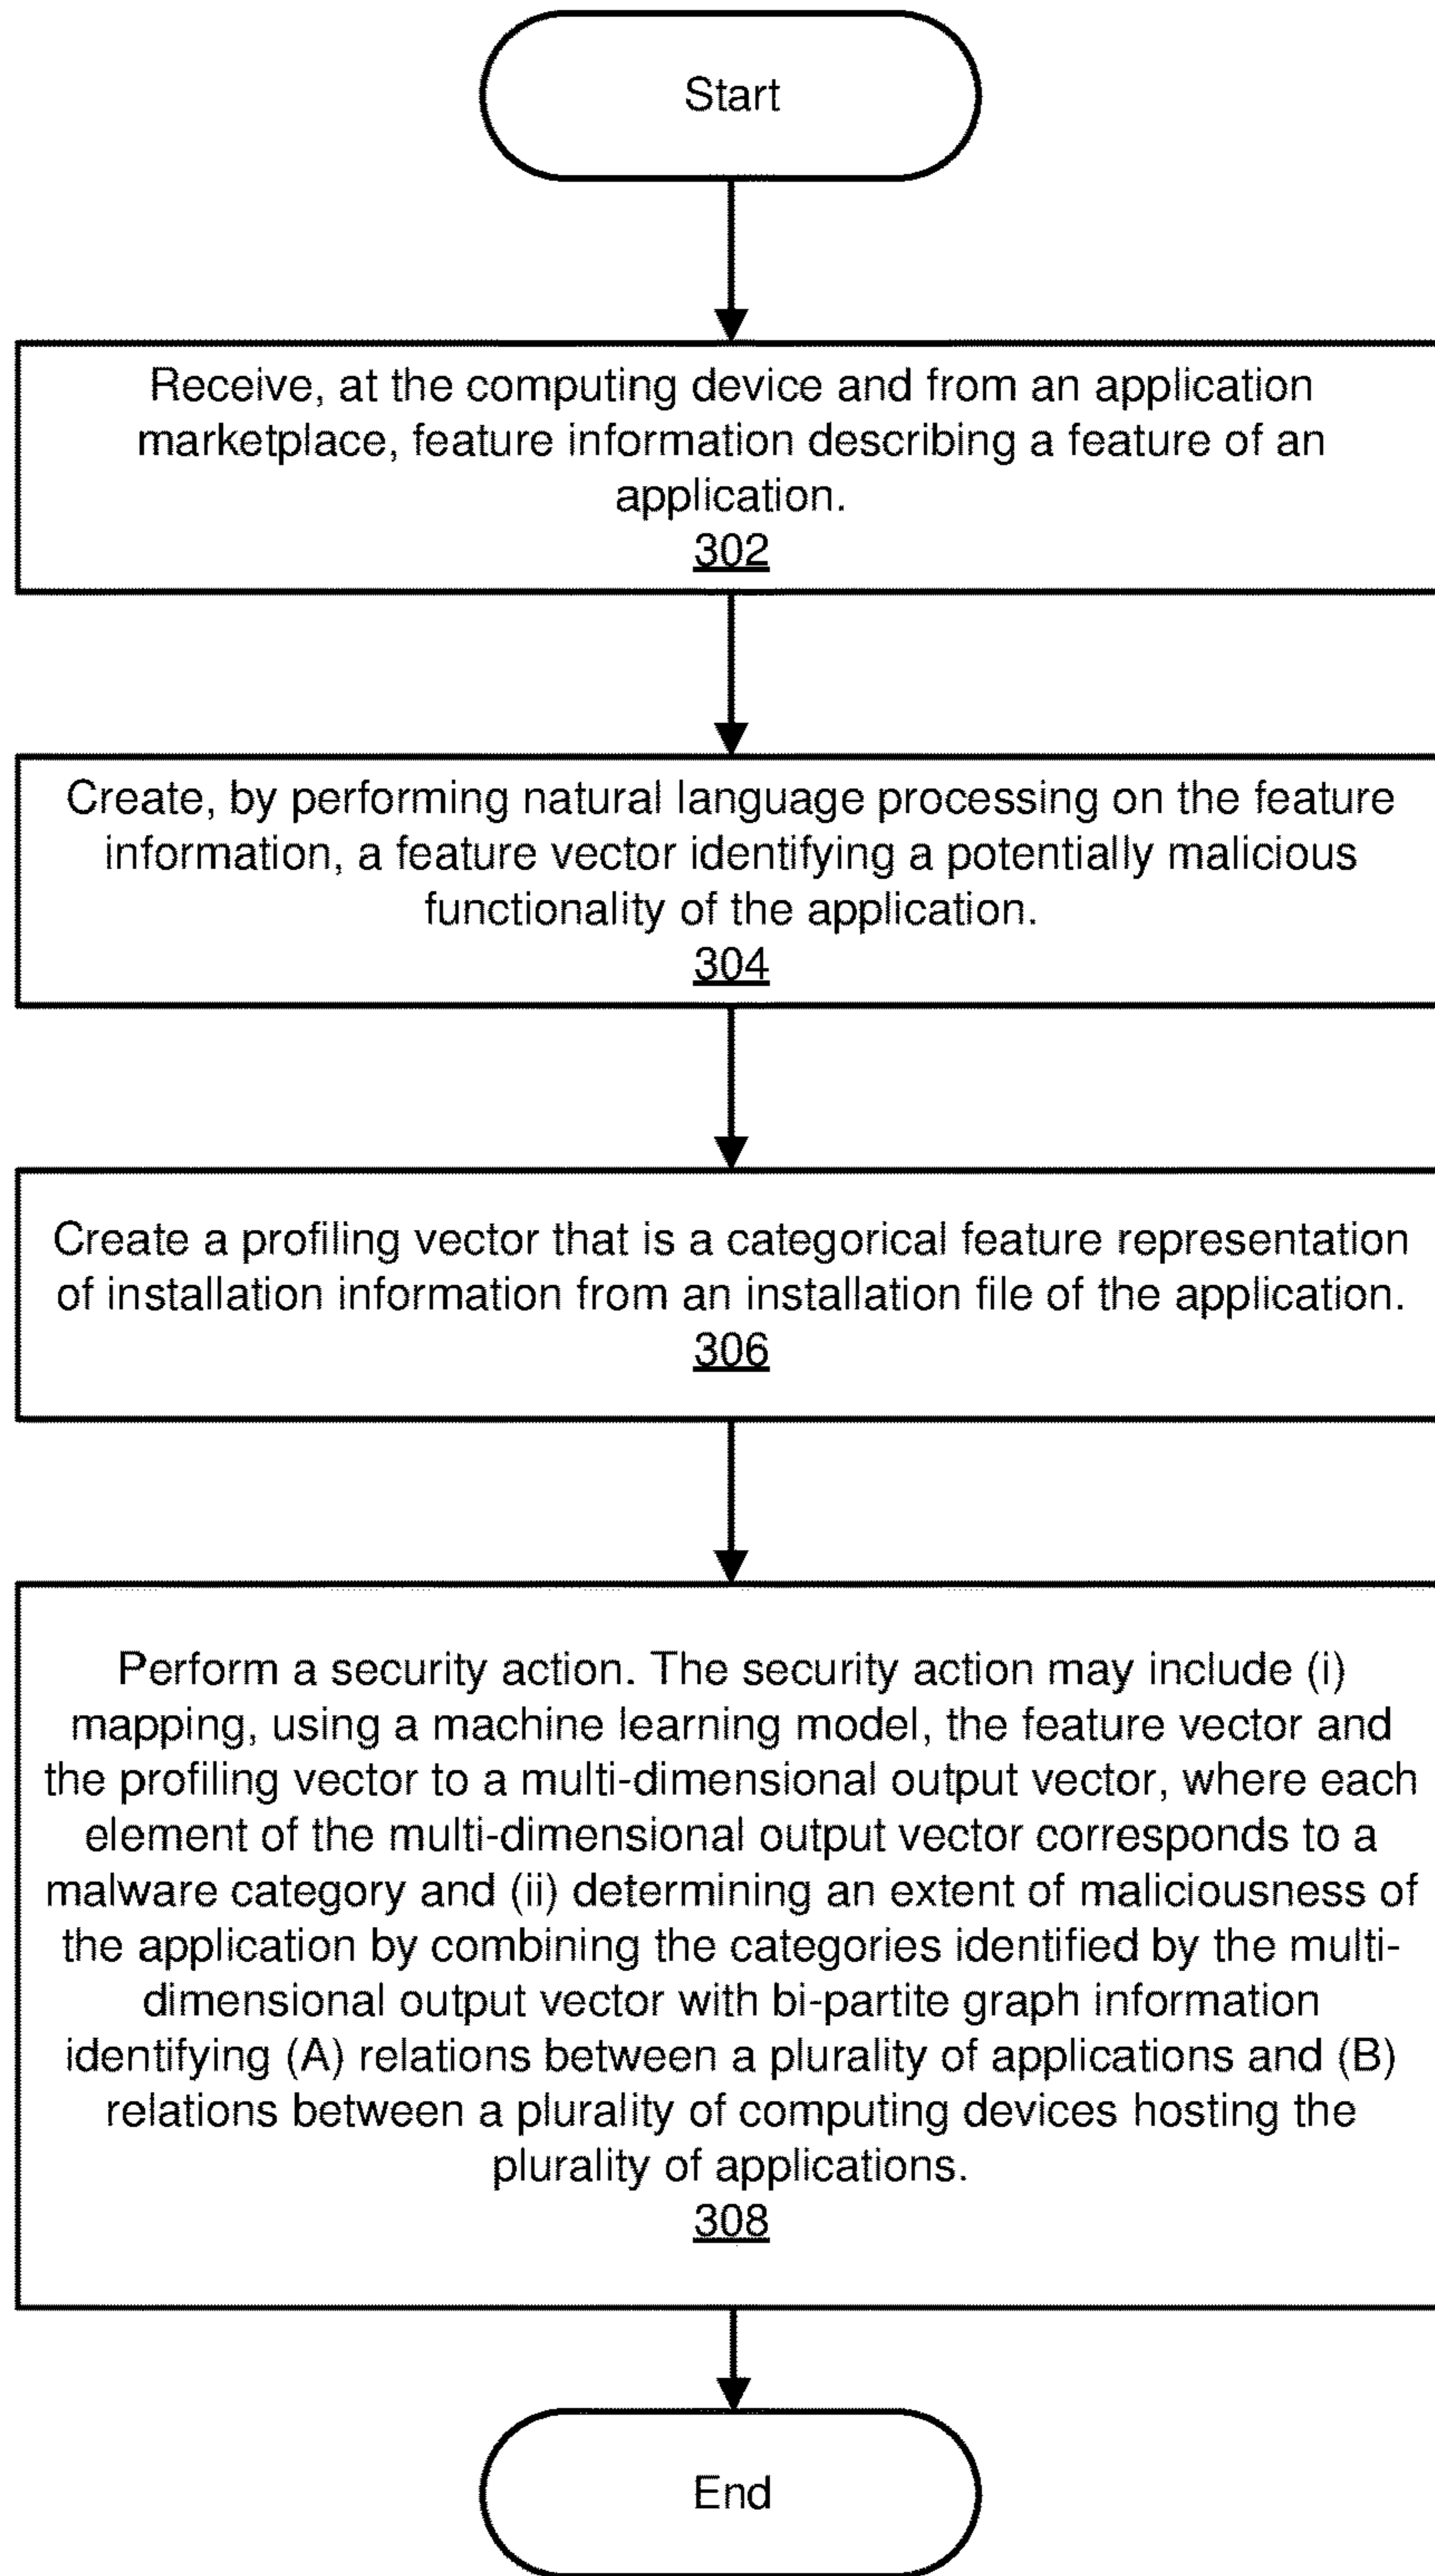 Start
Receive, at the computing device and from an application
marketplace, feature information describing a feature of an
application.
302
Create, by performing natural language processing on the feature
information, a feature vector identifying a potentially malicious
functionality of the application.
304
Create a profiling vector that is a categorical feature representation
of installation information from an installation file of the application.
306
Perform a security action. The security action may include (i)
mapping, using a machine learning model, the feature vector and
the profiling vector to a multi-dimensional output vector, where each
element of the multi-dimensional output vector corresponds to a
malware category and (ii) determining an extent of maliciousness of
the application by combining the categories identified by the multi-
dimensional output vector with bi-partite graph information
identifying (A) relations between a plurality of applications and (B)
relations between a plurality of computing devices hosting the
plurality of applications.
308
End